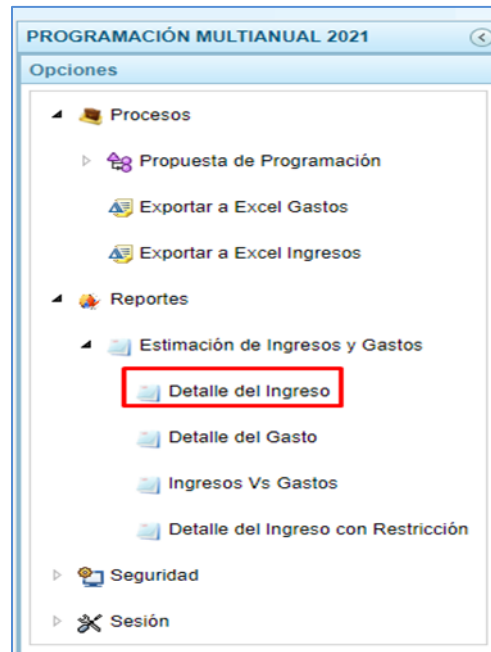 PROGRAMACIÓN MULTIANUAL 2021
Opciones
Procesos
Propuesta de Programación
Exportar a Excel Gastos
Exportar a Excel Ingresos
Reportes
Estimación de Ingresos y Gastos
Detalle del Ingreso
Detalle del Gasto
Ingresos Vs Gastos
Detalle del Ingreso con Restricción
Seguridad
Sesión